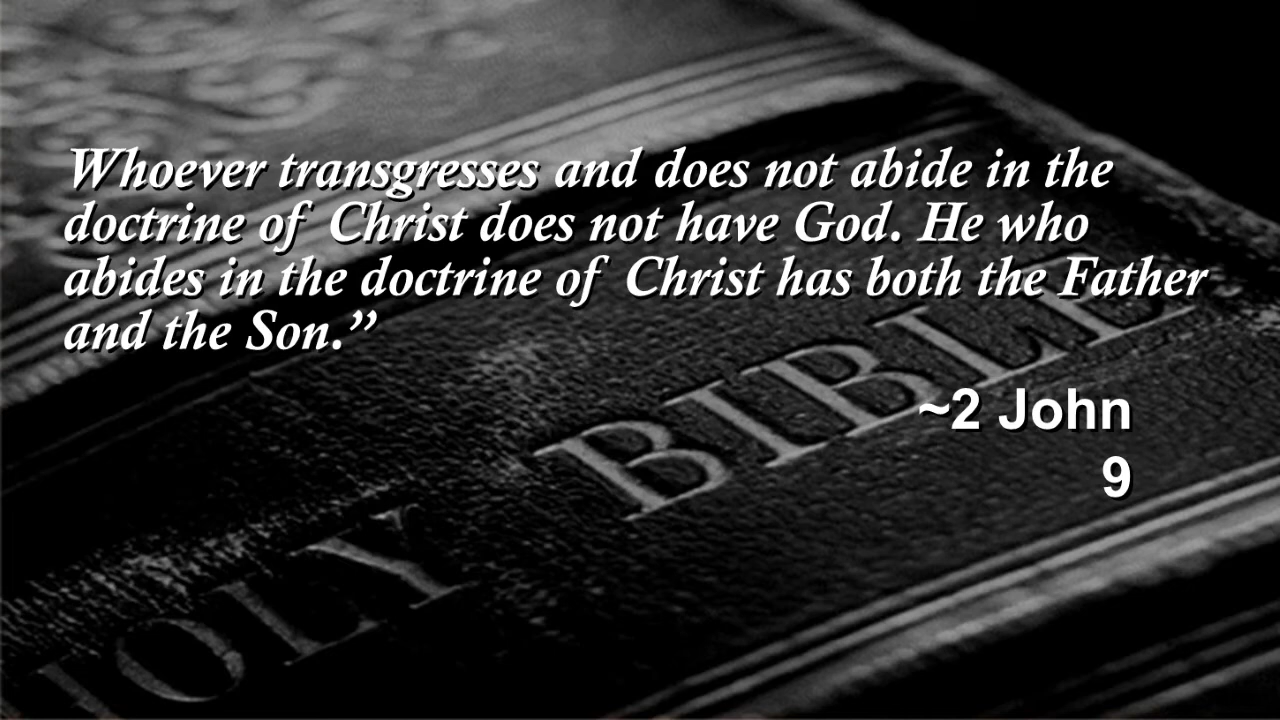 Whoever transgresses and does not abide in the
doctrine of Christ does not have God. He who
abides in the doctrine of Christ has both the Father
and the Son.”
~2 John
9
HOLY BIBLE